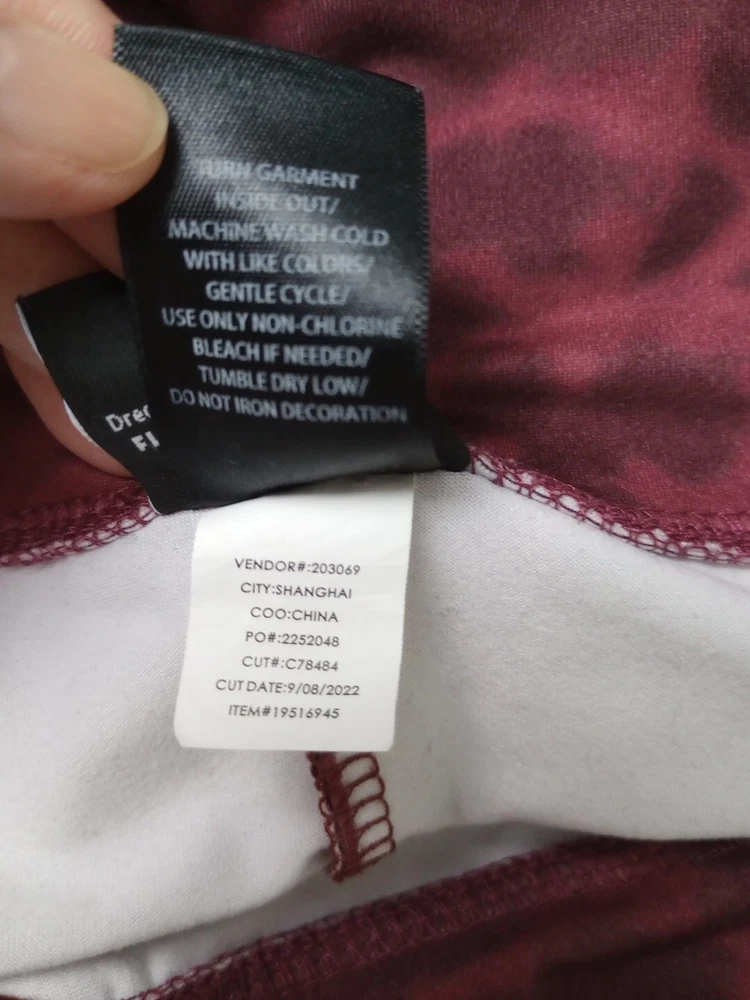 TURN GARMENT
INSIDE OUT/
MACHINE WASH COLD
WITH LIKE COLORS/
GENTLE CYCLE/
USE ONLY NON-CHLORINE
BLEACH IF NEEDED/
TUMBLE DRY LOW/
DO NOT IRON DECORATION
VENDOR#:203069
CITY:SHANGHAI
COO:CHINA
PO#:2252048
CUT#:C78484
CUT DATE:9/08/2022
ITEM#19516945